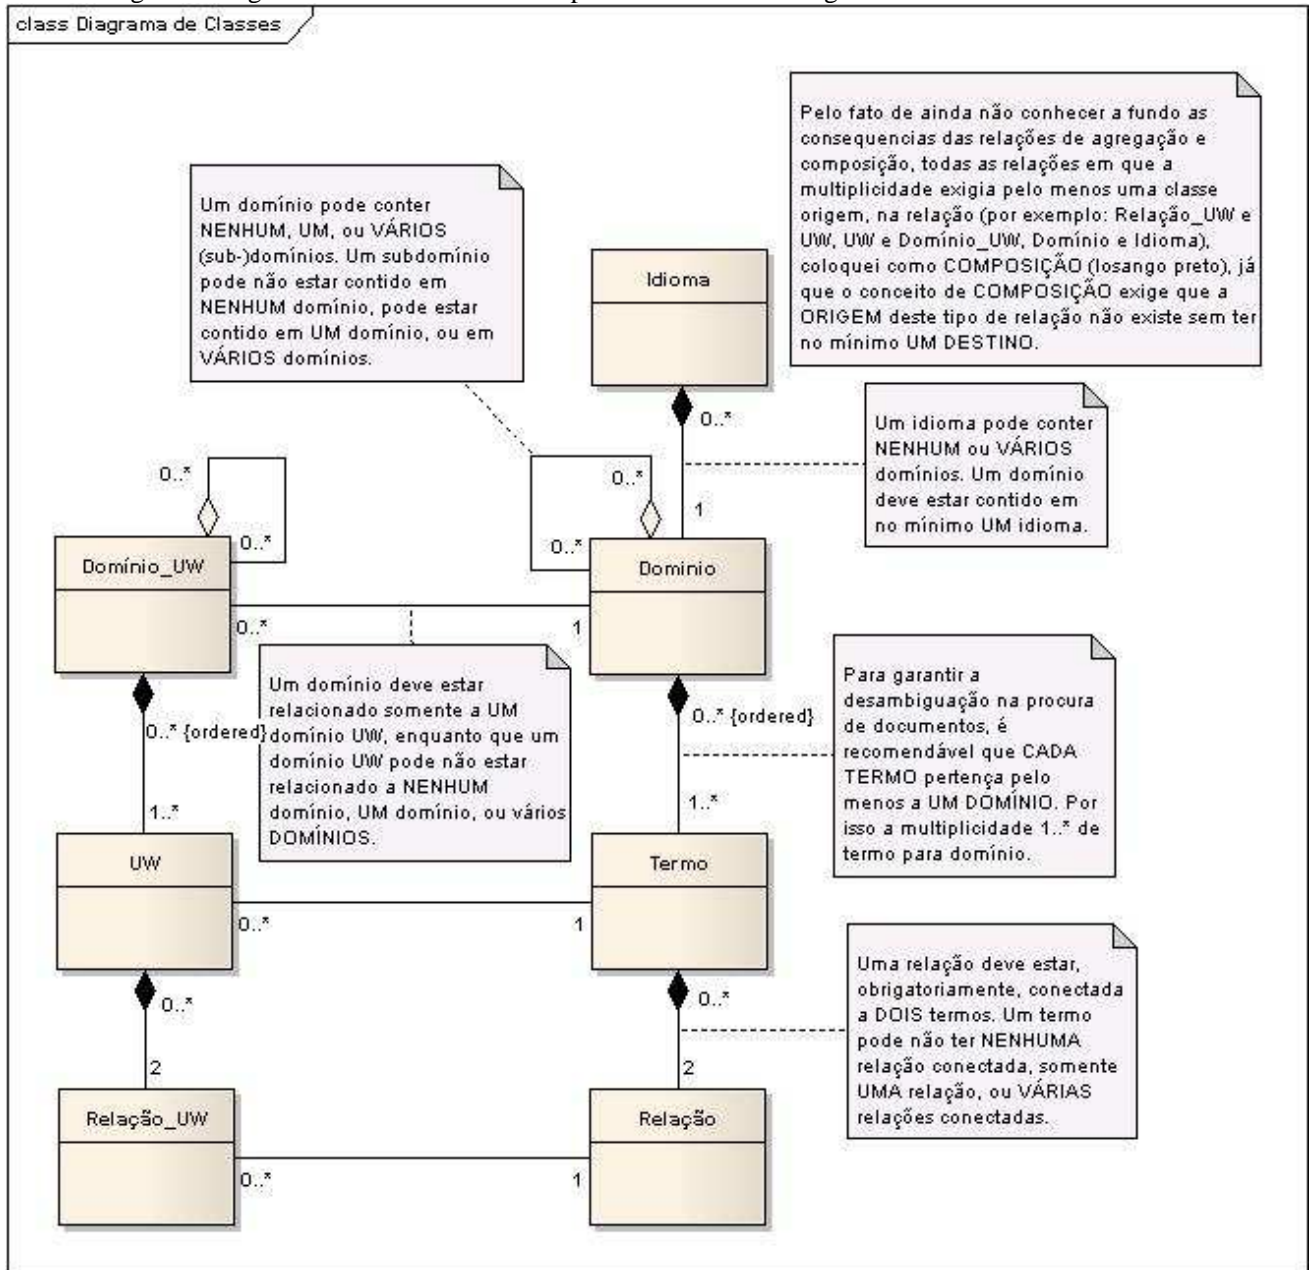 class Diagrama de Classes
Pelo fato de ainda não conhecer a fundo as
consequencias das relações de agregação e
composição, todas as relações em que a
multiplicidade exigia pelo menos uma classe
origem, na relação (por exemplo: Relação_UW e
UW, UW e Domínio_UW, Domínio e Idioma),
coloquei como COMPOSIÇÃO (losango preto), já
que o conceito de COMPOSIÇÃO exige que a
ORIGEM deste tipo de relação não existe sem ter
no mínimo UM DESTINO.
Um domínio pode conter
NENHUM, UM, ou VÁRIOS
(sub-)domínios. Um subdomínio
pode não estar contido em
NENHUM domínio, pode estar
contido em UM domínio, ou em
VÁRIOS domínios.
Idioma
0..*
1
Um idioma pode conter
NENHUM ou VÁRIOS
domínios. Um domínio
deve estar contido em
no mínimo UM idioma.
0..*
0..*
0..*
0..*
Domínio_UW
Dominio
0..*
1
Um domínio deve estar
relacionado somente a UM
domínio UW, enquanto que um
domínio UW pode não estar
relacionado a NENHUM
domínio, UM domínio, ou vários
DOMÍNIOS.
0..* {ordered}
1..*
0..* {ordered}
1..*
Para garantir a
desambiguação na procura
de documentos, é
recomendável que CADA
TERMO pertença pelo
menos a UM DOMÍNIO. Por
isso a multiplicidade 1..* de
termo para domínio.
UW
Termo
0..*
1
0..*
2
0..*
2
Uma relação deve estar,
obrigatoriamente, conectada
a DOIS termos. Um termo
pode não ter NENHUMA
relação conectada, somente
UMA relação, ou VÁRIAS
relações conectadas.
Relação_UW
Relação
0..*
1